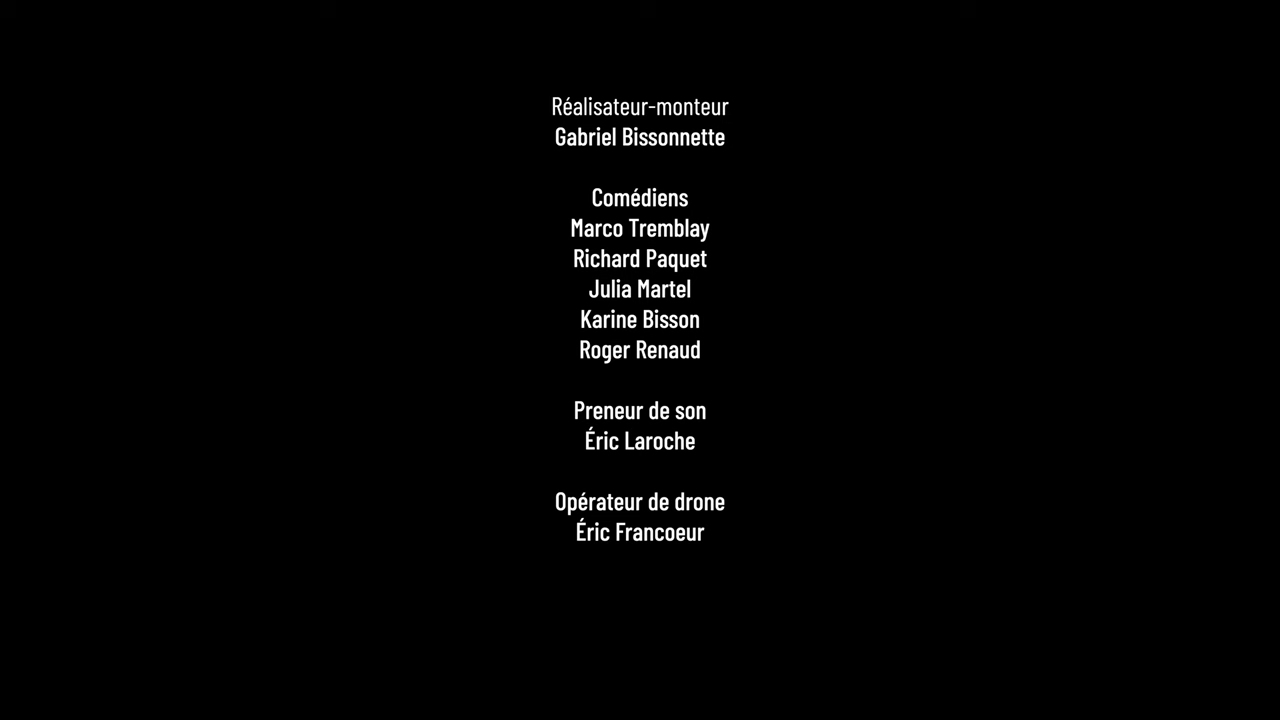 Réalisateur-monteur
Gabriel Bissonnette
Comédiens
Marco Tremblay
Richard Paquet
Julia Martel
Karine Bisson
Roger Renaud
Preneur de son
Éric Laroche
Opérateur de drone
Éric Francoeur